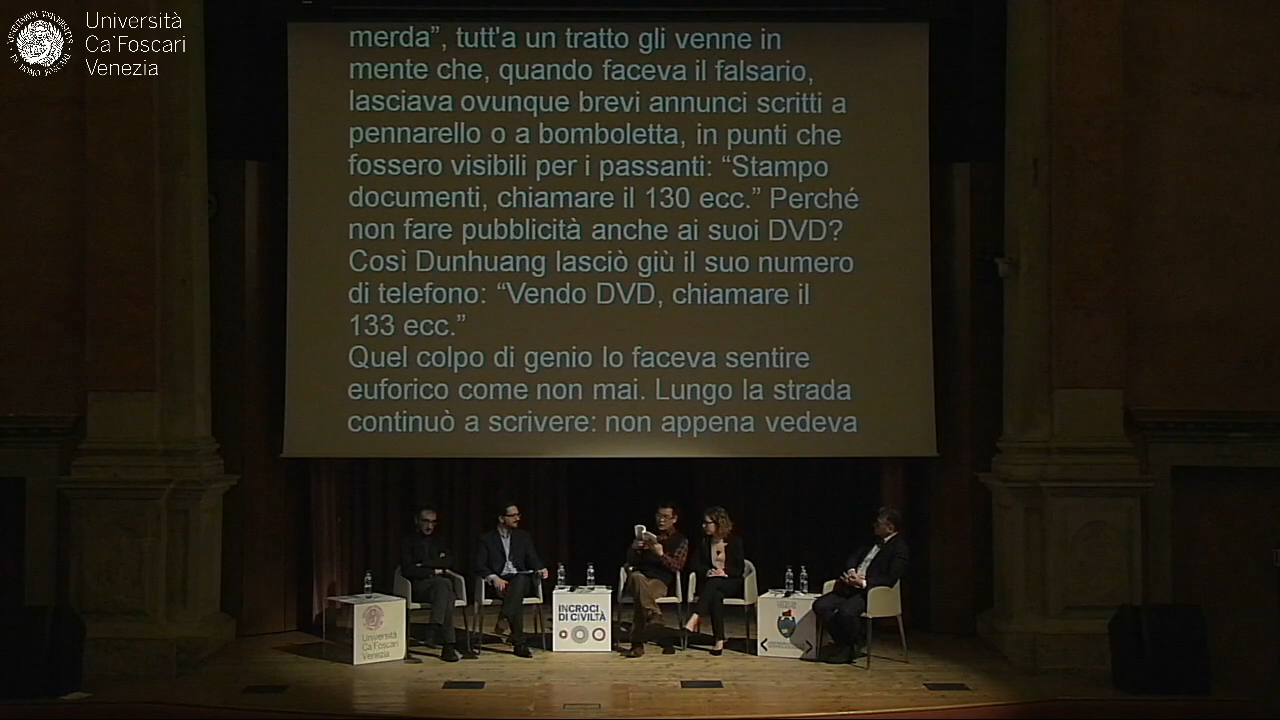 Università
Ca'Foscari
Venezia
merda”, tutt'a un tratto gli venne in
mente che, quando faceva il falsario,
lasciava ovunque brevi annunci scritti a
pennarello o a bomboletta, in punti che
fossero visibili per i passanti: “Stampo
documenti, chiamare il 130 ecc.” Perché
non fare pubblicità anche ai suoi DVD?
Così Dunhuang lasciò giù il suo numero
di telefono: “Vendo DVD, chiamare il
133 ecc.”
Quel colpo di genio lo faceva sentire
euforico come non mai. Lungo la strada
continuò a scrivere: non appena vedeva
Università
Ca'Foscari
Venezia
INCROCI
DI CIVILTÀ